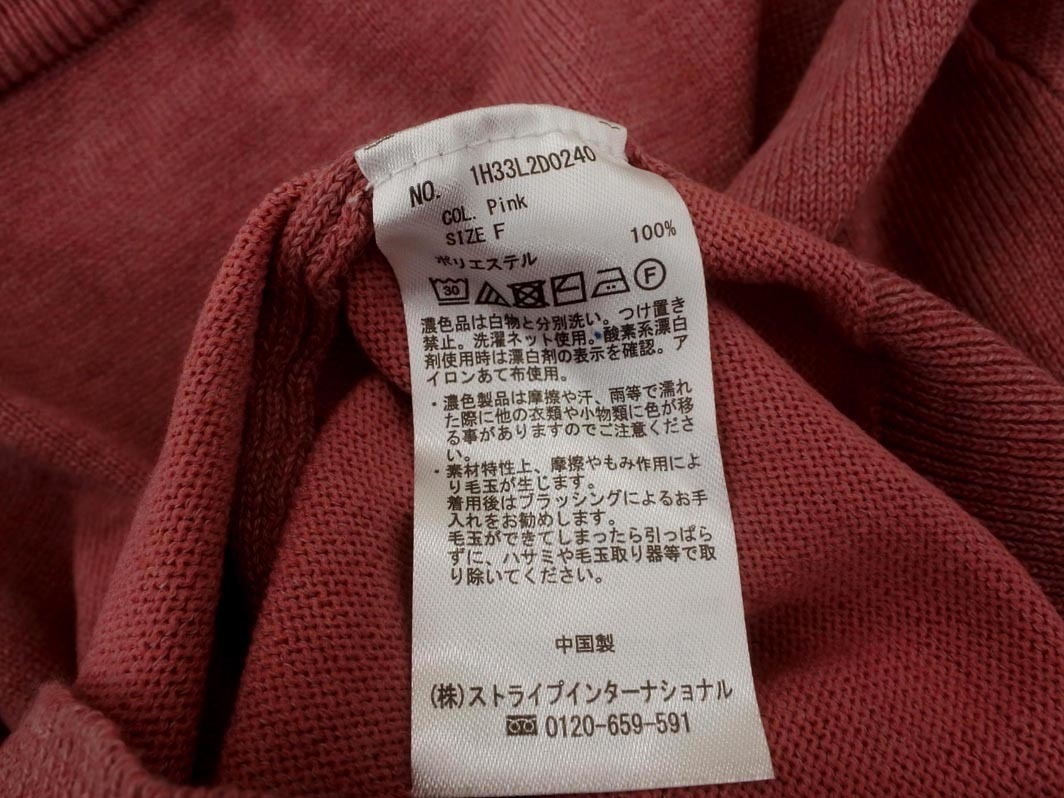 NO. 1H33L2D0240
COL. Pink
SIZE F
ポリエステル 100%
30 F
濃色品は白物と分別洗い。つけ置き
禁止。洗濯ネット使用。酸素系漂白
剤使用時は漂白剤の表示を確認。ア
イロンあて布使用。
・濃色製品は摩擦や汗、雨等で濡れ
た際に他の衣類や小物類に色が移
る事がありますのでご注意くださ
い。
・素材特性上、摩擦やもみ作用によ
り毛玉が生じます。
着用後はブラッシングによるお手
入れをお勧めします。
毛玉ができてしまったら引っぱら
ずに、ハサミや毛玉取り器等で取
り除いてください。
中国製
(株)ストライプインターナショナル
0120-659-591